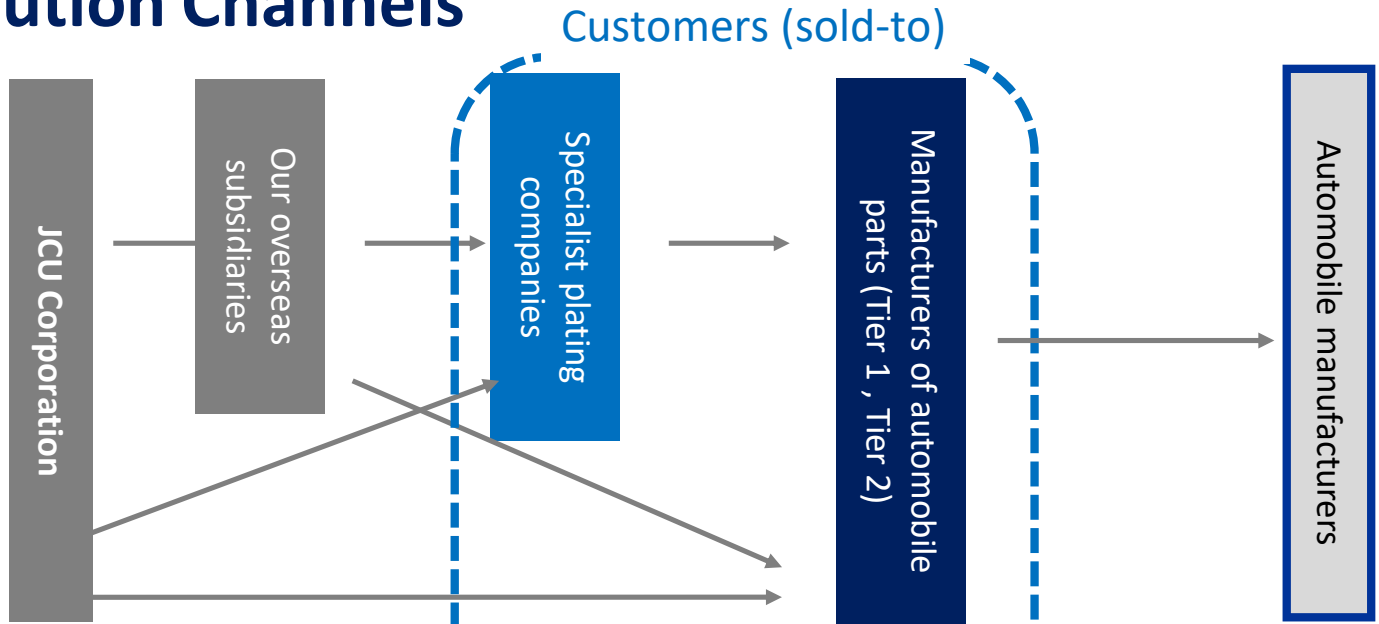 ution Channels
Customers (sold-to)
JCU Corporation
Our overseas
subsidiaries
Specialist plating
companies
Manufacturers of automobile
parts (Tier 1 , Tier 2)
Automobile manufacturers